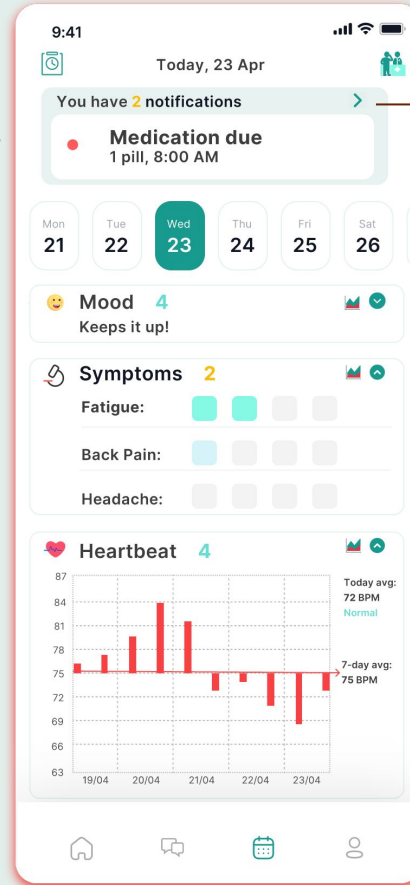 9:41
Today, 23 Apr
You have 2 notifications
Medication due
1 pill, 8:00 AM
Mon Tue Wed Thu Fri Sat
21 22 23 24 25 26
Mood 4
Keeps it up!
Symptoms 2
Fatigue:
Back Pain:
Headache:
Heartbeat 4
87
84
81
78
75
72
69
66
63
19/04 20/04 21/04 22/04 23/04
Today avg:
72 BPM
Normal
7-day avg:
75 BPM